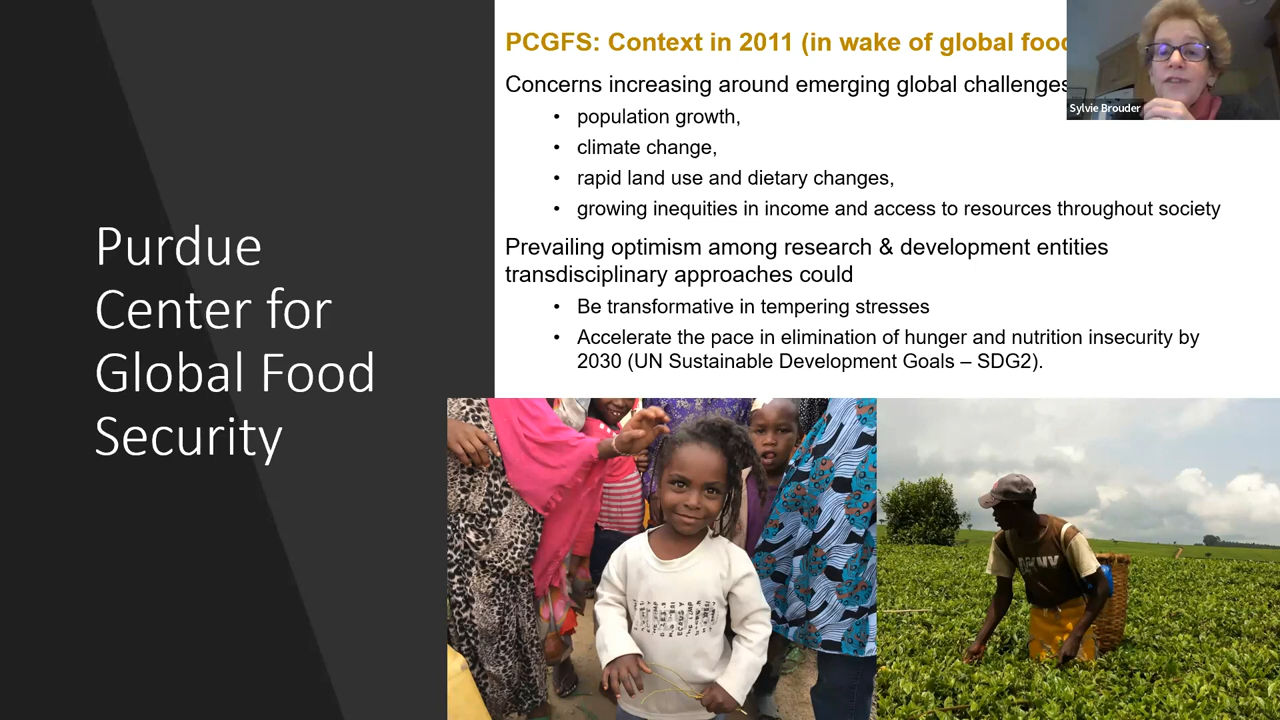 Purdue
Center for
Global Food
Security
PCGFS: Context in 2011 (in wake of global food
Concerns increasing around emerging global challenges
• population growth,
• climate change,
• rapid land use and dietary changes,
• growing inequities in income and access to resources throughout society
Prevailing optimism among research & development entities
transdisciplinary approaches could
• Be transformative in tempering stresses
• Accelerate the pace in elimination of hunger and nutrition insecurity by
2030 (UN Sustainable Development Goals – SDG2).
Sylvie Brouder